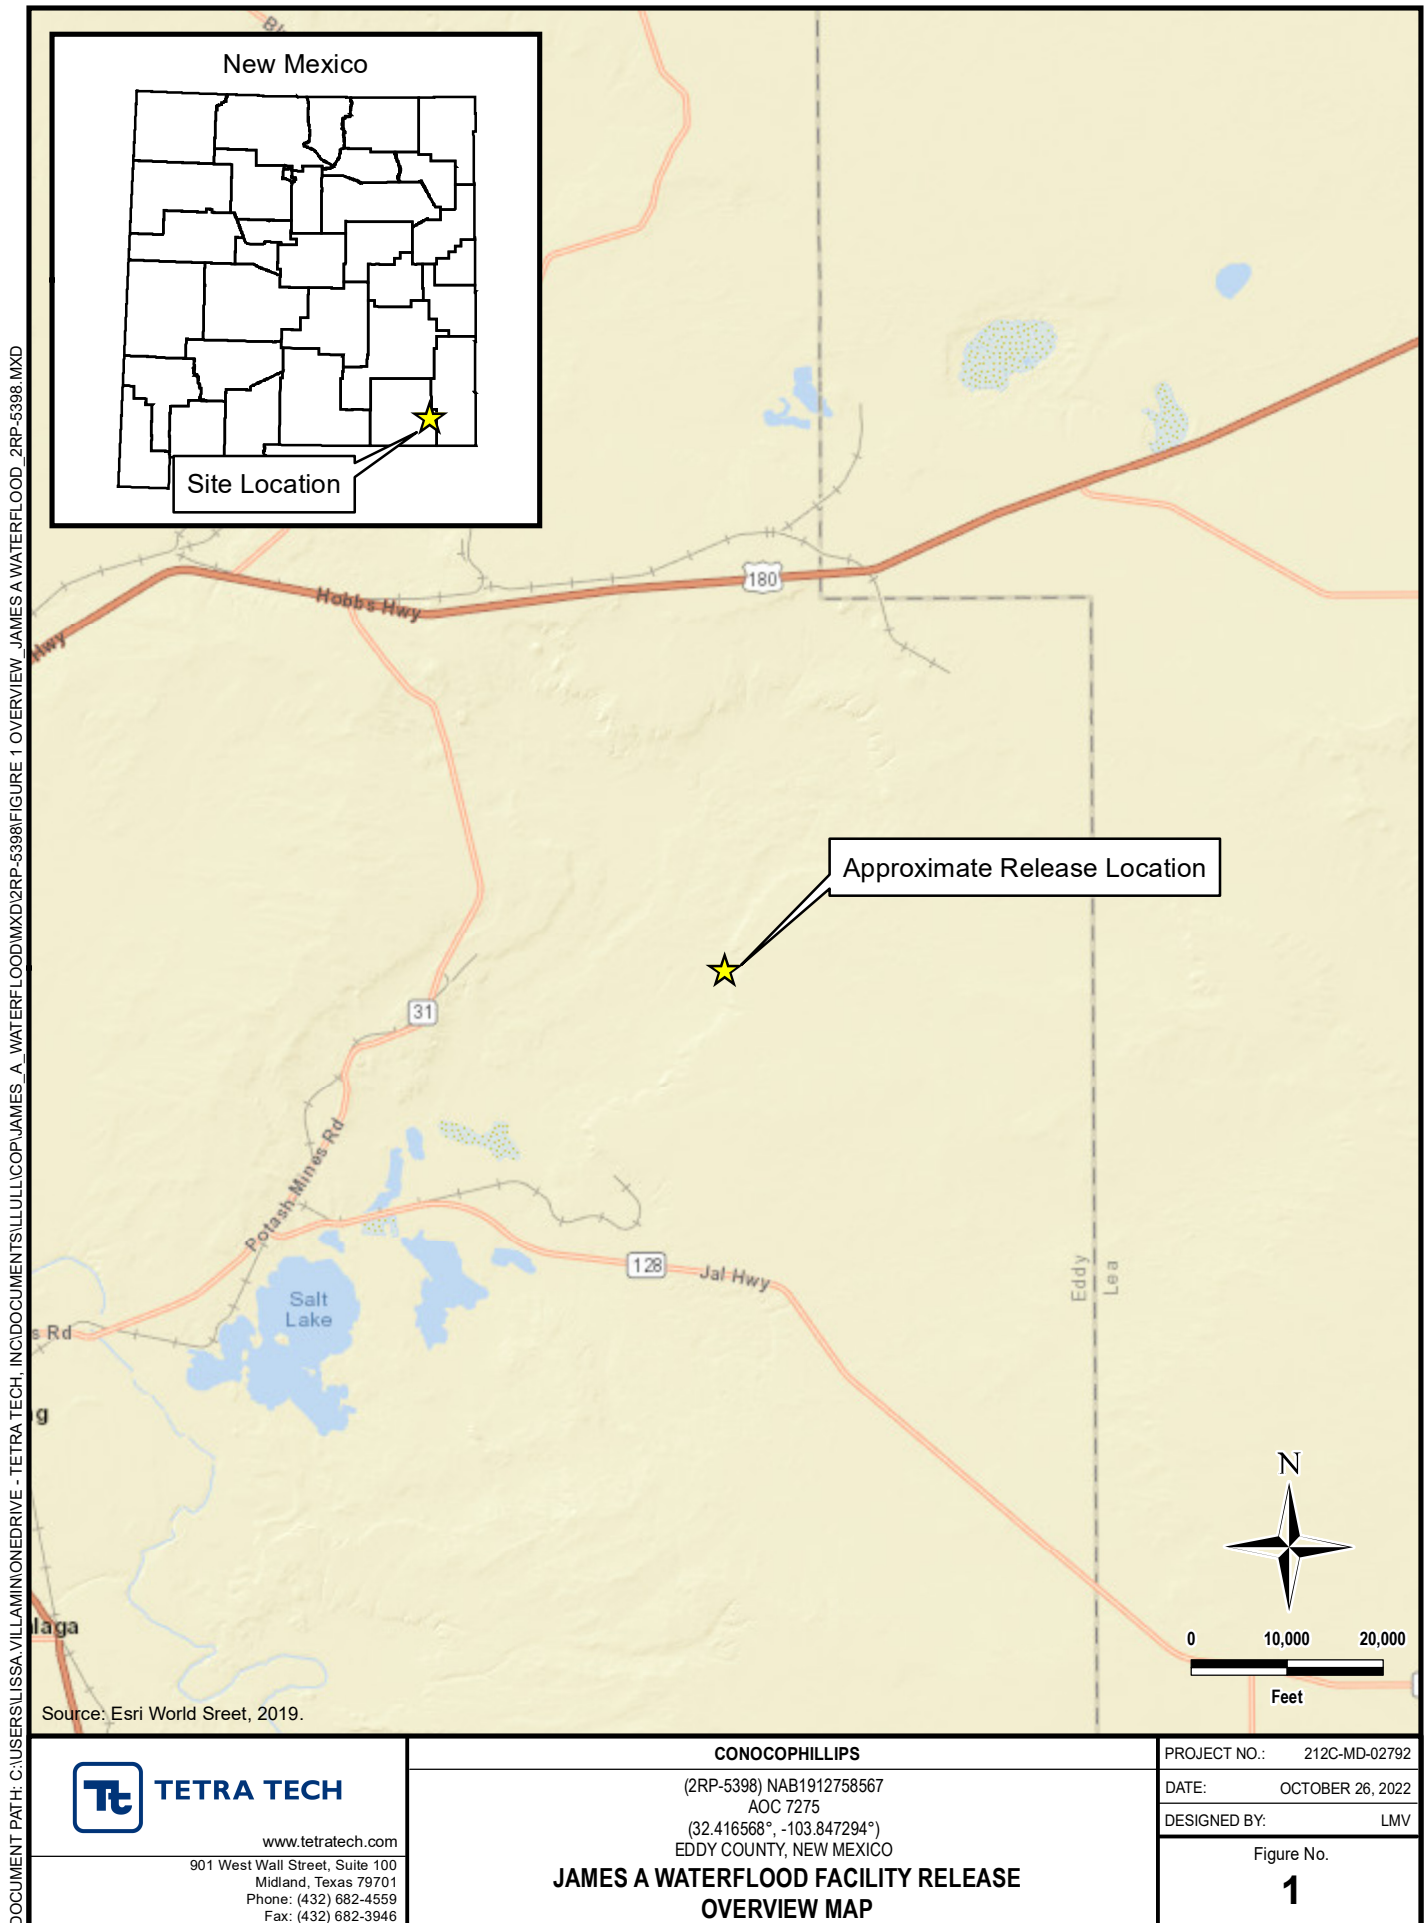 New Mexico
Site Location
180
Hobbs Hwy
Hwy
Approximate Release Location
31
Potash Mines Rd
128
Jal Hwy
Salt
Lake
Eddy
Lea
s Rd
laga
N
0 10,000 20,000
Feet
Source: Esri World Sreet, 2019.
DOCUMENT PATH: C:\USERS\LISSA.VILLAMIN\ONEDRIVE - TETRA TECH, INC\DOCUMENTS\LULL\COP\JAMES_A_WATERFLOOD\MXD\2RP-5398\FIGURE 1 OVERVIEW_JAMES A WATERFLOOD_2RP-5398.MXD
Tt TETRA TECH
www.tetratech.com
901 West Wall Street, Suite 100
Midland, Texas 79701
Phone: (432) 682-4559
Fax: (432) 682-3946
CONOCOPHILLIPS
(2RP-5398) NAB1912758567
AOC 7275
(32.416568°, -103.847294°)
EDDY COUNTY, NEW MEXICO
JAMES A WATERFLOOD FACILITY RELEASE
OVERVIEW MAP
PROJECT NO.: 212C-MD-02792
DATE: OCTOBER 26, 2022
DESIGNED BY: LMV
Figure No.
1